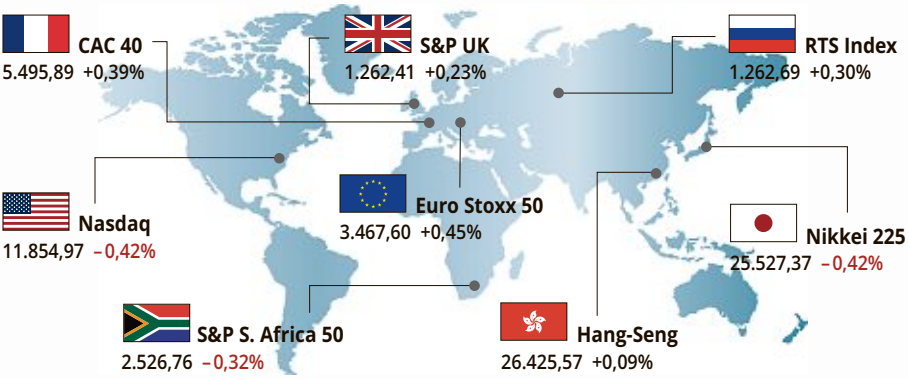 CAC 40
5.495,89 +0,39%
S&P UK
1.262,41 +0,23%
RTS Index
1.262,69 +0,30%
Nasdaq
11.854,97 −0,42%
Euro Stoxx 50
3.467,60 +0,45%
Nikkei 225
25.527,37 −0,42%
S&P S. Africa 50
2.526,76 −0,32%
Hang-Seng
26.425,57 +0,09%